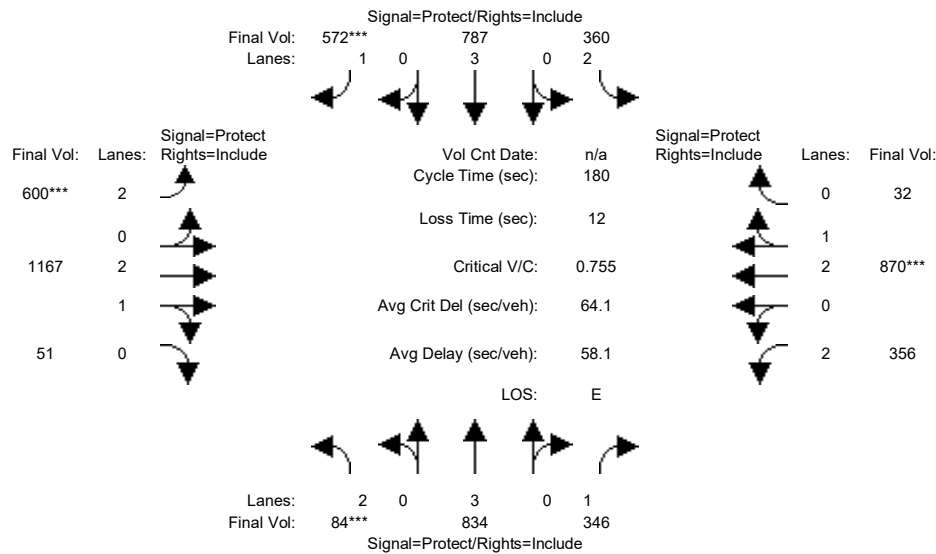 Signal=Protect/Rights=Include
Final Vol: 572*** 787 360
Lanes: 1 0 3 0 2
Signal=Protect
Final Vol: Lanes: Rights=Include
Vol Cnt Date: n/a
Signal=Protect
Rights=Include Lanes: Final Vol:
Cycle Time (sec): 180
600*** 2
0 32
Loss Time (sec): 12
0
1
1167 2
Critical V/C: 0.755
2 870***
1
Avg Crit Del (sec/veh): 64.1
0
51 0
Avg Delay (sec/veh): 58.1
2 356
LOS: E
Lanes: 2 0 3 0 1
Final Vol: 84*** 834 346
Signal=Protect/Rights=Include